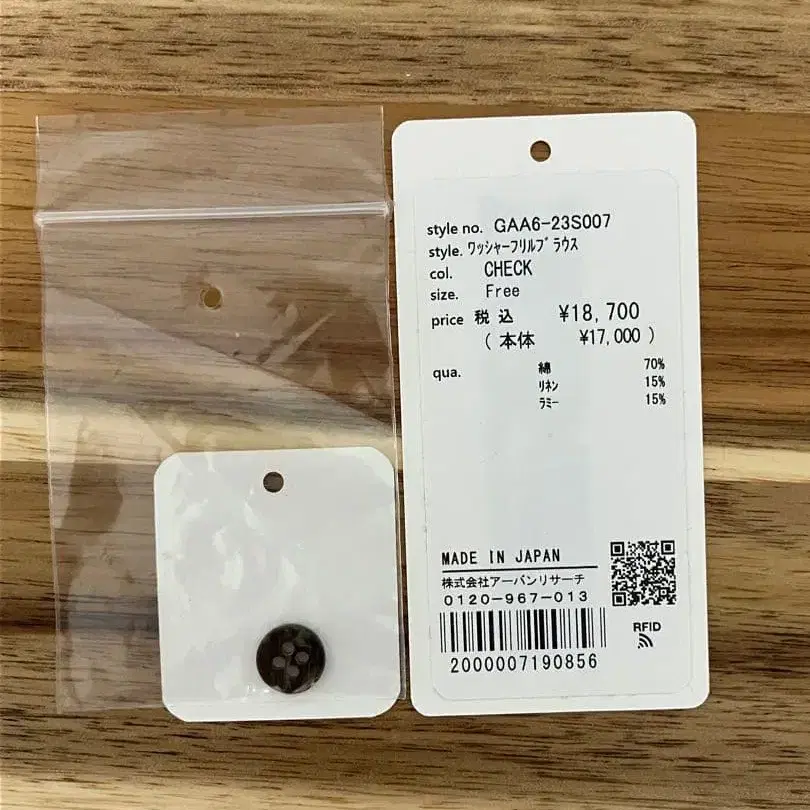 style no. GAA6-23S007
style. ﾜｯｼｬｰﾌﾘﾙﾌﾞﾗｳｽ
col. CHECK
size. Free
price 税込 ¥18,700
( 本体 ¥17,000 )
qua. 綿 70%
ﾘﾈﾝ 15%
ﾗﾐｰ 15%
MADE IN JAPAN
株式会社アーバンリサーチ
0120-967-013
RFID
2000007190856